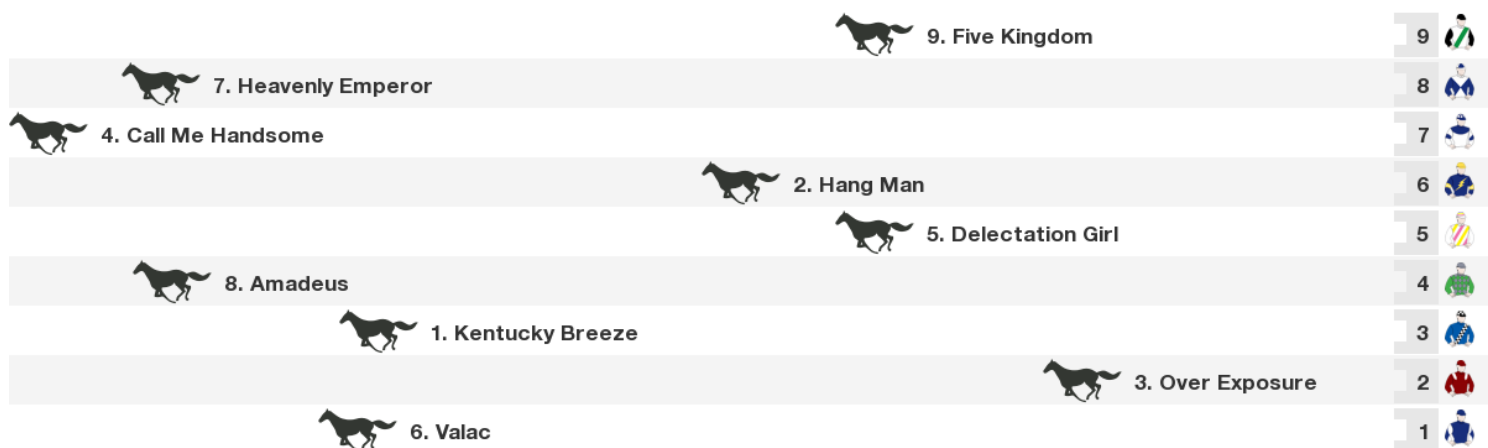 9. Five Kingdom 9
7. Heavenly Emperor 8
4. Call Me Handsome 7
2. Hang Man 6
5. Delectation Girl 5
8. Amadeus 4
1. Kentucky Breeze 3
3. Over Exposure 2
6. Valac 1